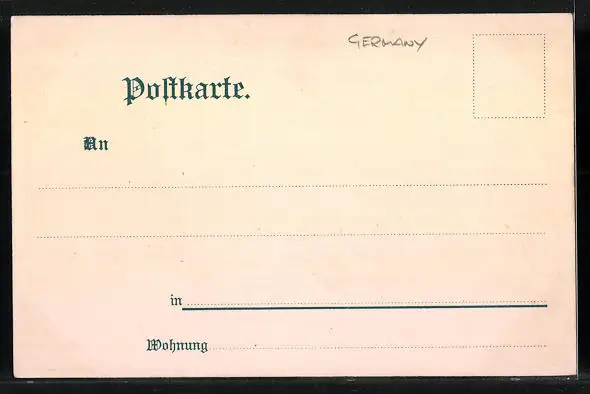 GERMANY
Postkarte.
An
in
Wohnung